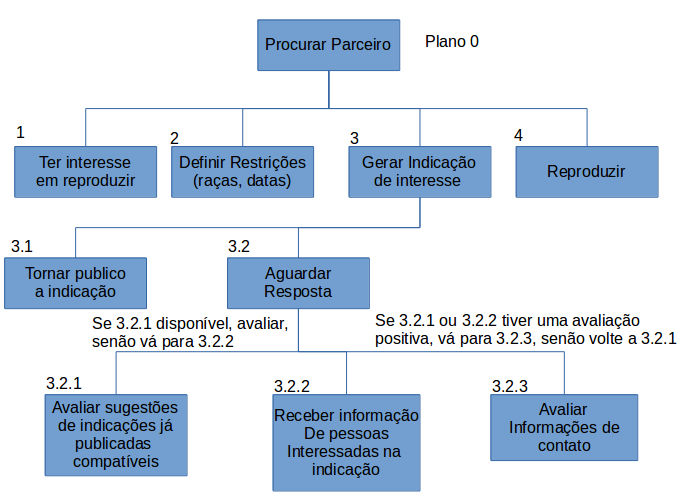 Procurar Parceiro
Plano 0
1
2
3
4
Ter interesse
em reproduzir
Definir Restrições
(raças, datas)
Gerar Indicação
de interesse
Reproduzir
3.1
3.2
Tornar publico
a indicação
Aguardar
Resposta
Se 3.2.1 disponível, avaliar,
senão vá para 3.2.2
Se 3.2.1 ou 3.2.2 tiver uma avaliação
positiva, vá para 3.2.3, senão volte a 3.2.1
3.2.1
3.2.2
3.2.3
Avaliar sugestões
de indicações já
publicadas
compatíveis
Receber informação
De pessoas
Interessadas na
indicação
Avaliar
Informações de
contato